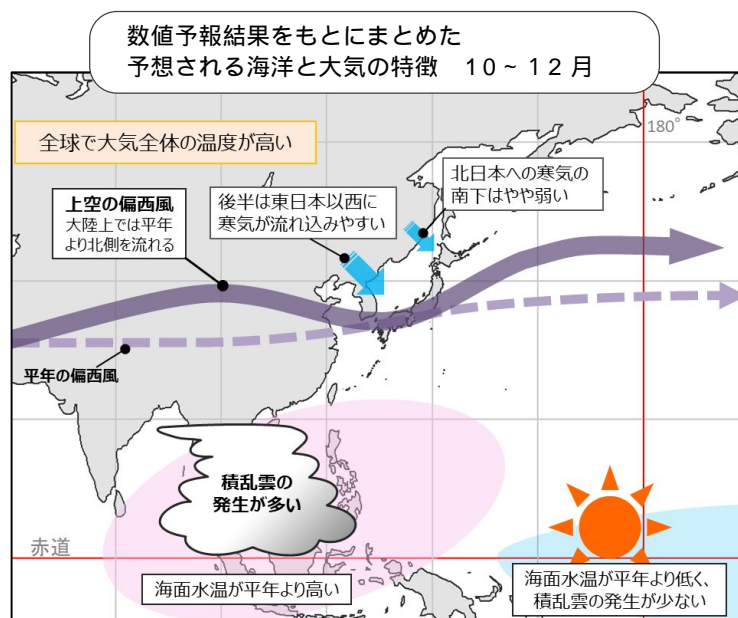 数値予報結果をもとにまとめた
予想される海洋と大気の特徴　１０～１２月
180°
全球で大気全体の温度が高い
北日本への寒気の
南下はやや弱い
上空の偏西風
大陸上では平年
より北側を流れる
後半は東日本以西に
寒気が流れ込みやすい
平年の偏西風
積乱雲の
発生が多い
赤道
海面水温が平年より高い
海面水温が平年より低く、
積乱雲の発生が少ない